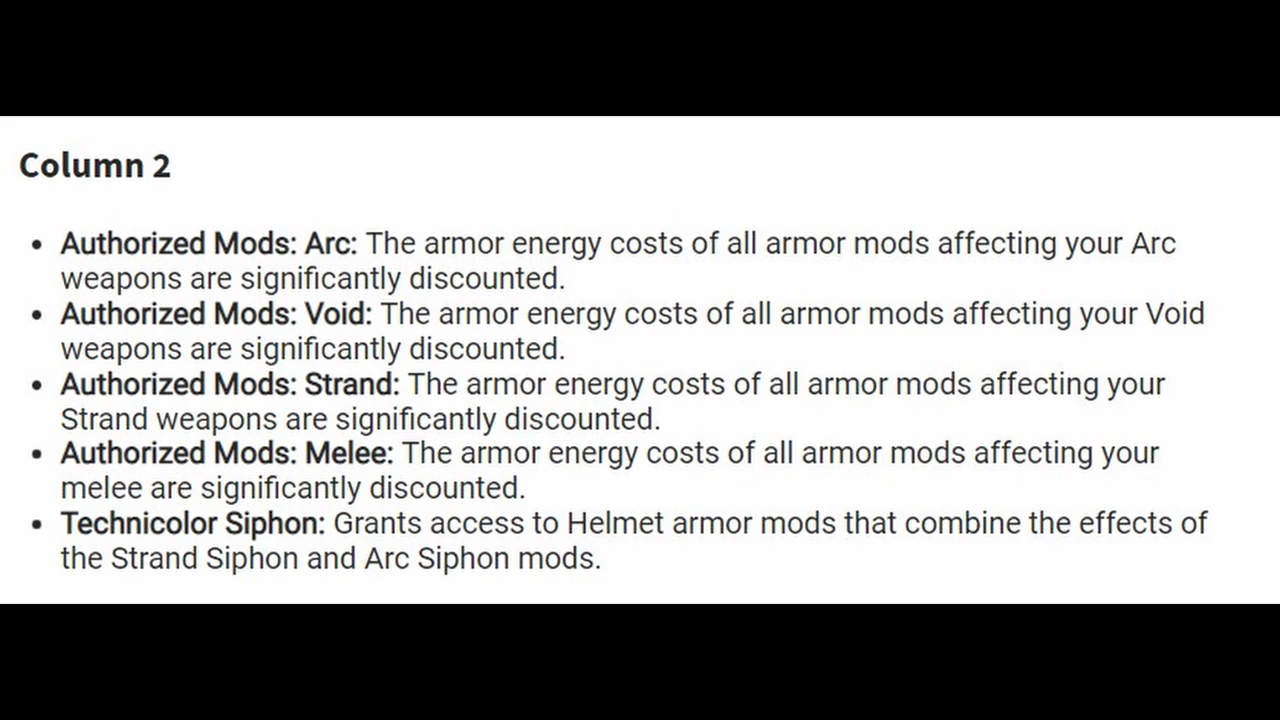 Column 2
• Authorized Mods: Arc: The armor energy costs of all armor mods affecting your Arc
weapons are significantly discounted.
• Authorized Mods: Void: The armor energy costs of all armor mods affecting your Void
weapons are significantly discounted.
• Authorized Mods: Strand: The armor energy costs of all armor mods affecting your
Strand weapons are significantly discounted.
• Authorized Mods: Melee: The armor energy costs of all armor mods affecting your
melee are significantly discounted.
• Technicolor Siphon: Grants access to Helmet armor mods that combine the effects of
the Strand Siphon and Arc Siphon mods.